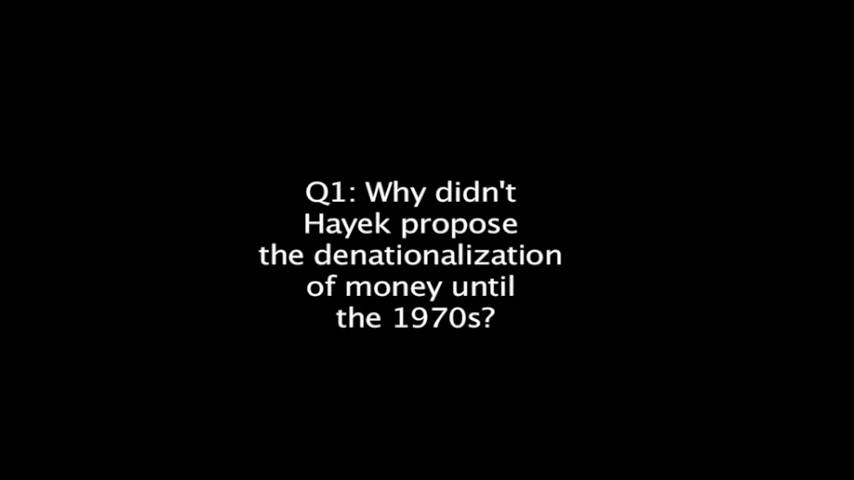 Q1: Why didn't
Hayek propose
the denationalization
of money until
the 1970s?